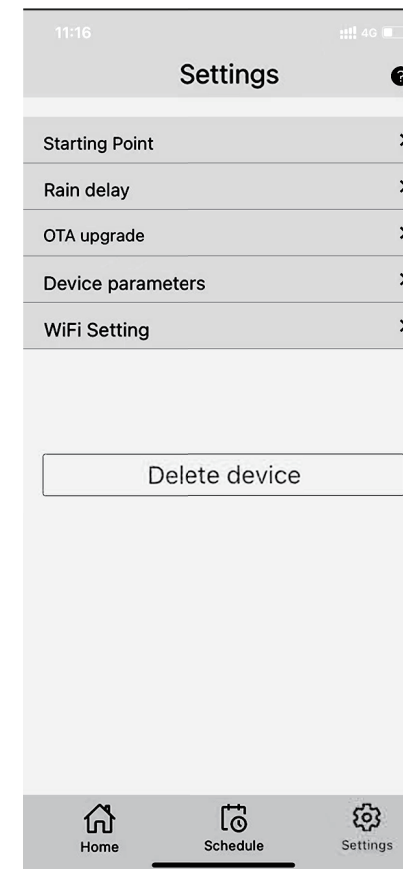 11:16
4G
Settings
?
Starting Point
Rain delay
OTA upgrade
Device parameters
WiFi Setting
Delete device
Home
Schedule
Settings